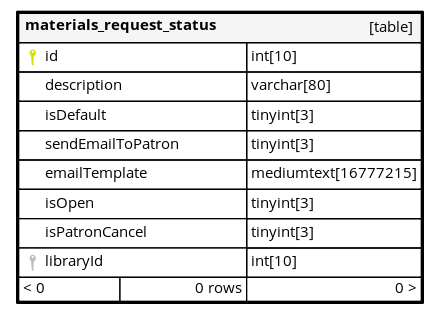 materials_request_status [table]
id int[10]
description varchar[80]
isDefault tinyint[3]
sendEmailToPatron tinyint[3]
emailTemplate mediumtext[16777215]
isOpen tinyint[3]
isPatronCancel tinyint[3]
libraryId int[10]
< 0 0 rows 0 >